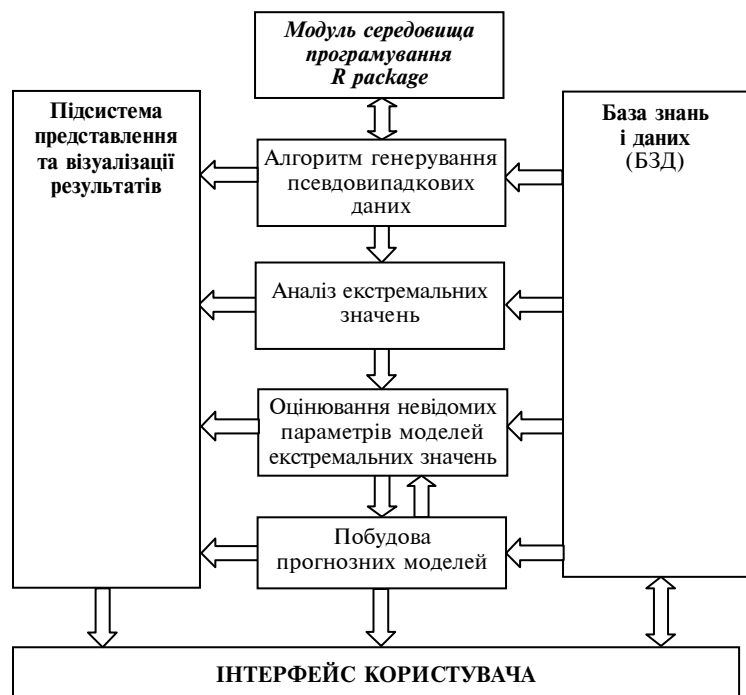 Модуль середовища
програмування
R package
Підсистема
представлення
та візуалізації
результатів
База знань
і даних
(БЗД)
Алгоритм генерування
псевдовипадкових
даних
Аналіз екстремальних
значень
Оцінювання невідомих
параметрів моделей
екстремальних значень
Побудова
прогнозних моделей
ІНТЕРФЕЙС КОРИСТУВАЧА